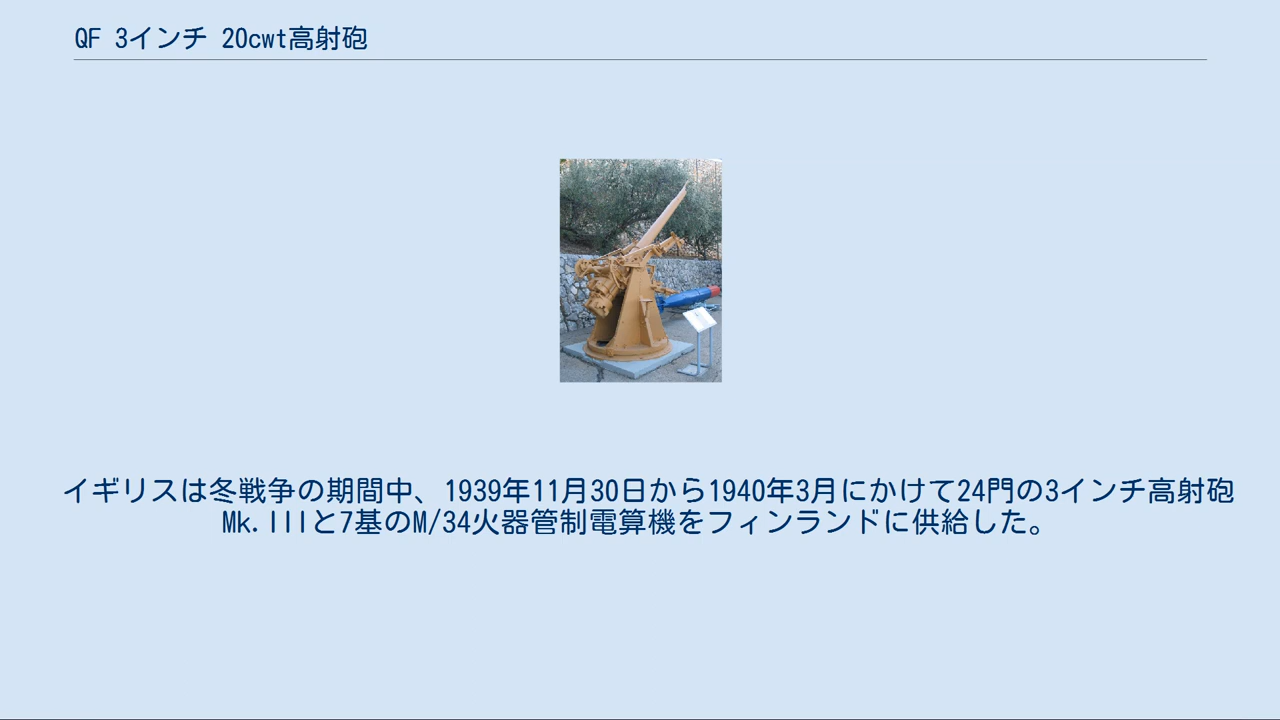 QF 3インチ 20cwt高射砲
イギリスは冬戦争の期間中、1939年11月30日から1940年3月にかけて24門の3インチ高射砲
Mk.IIIと7基のM/34火器管制電算機をフィンランドに供給した。